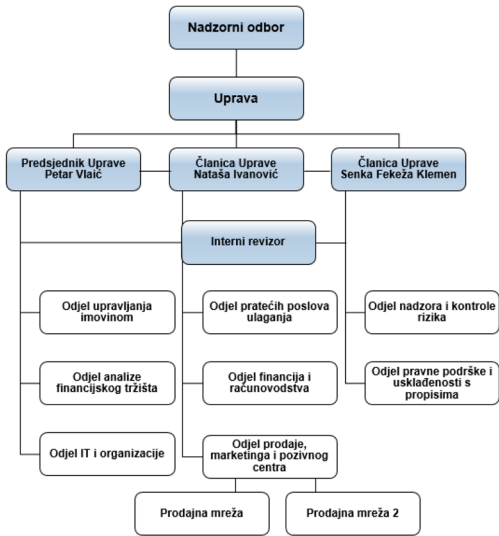 Nadzorni odbor
Uprava
Predsjednik Uprave
Petar Vlaić
Članica Uprave
Nataša Ivanović
Članica Uprave
Senka Fekeža Klemen
Interni revizor
Odjel upravljanja
imovinom
Odjel pratećih poslova
ulaganja
Odjel nadzora i kontrole
rizika
Odjel analize
financijskog tržišta
Odjel financija i
računovodstva
Odjel pravne podrške i
usklađenosti s
propisima
Odjel IT i organizacije
Odjel prodaje,
marketinga i pozivnog
centra
Prodajna mreža
Prodajna mreža 2